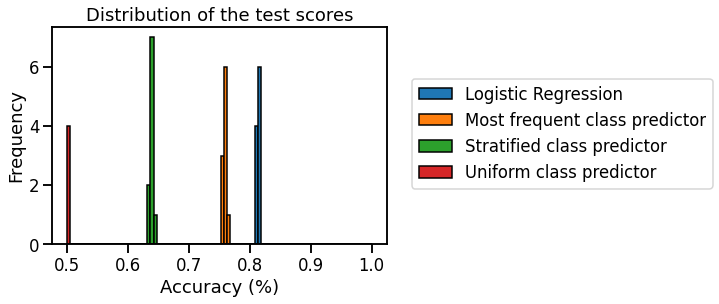 Distribution of the test scores
Frequency
6
4
2
0
0.5 0.6 0.7 0.8 0.9 1.0
Accuracy (%)
Logistic Regression
Most frequent class predictor
Stratified class predictor
Uniform class predictor